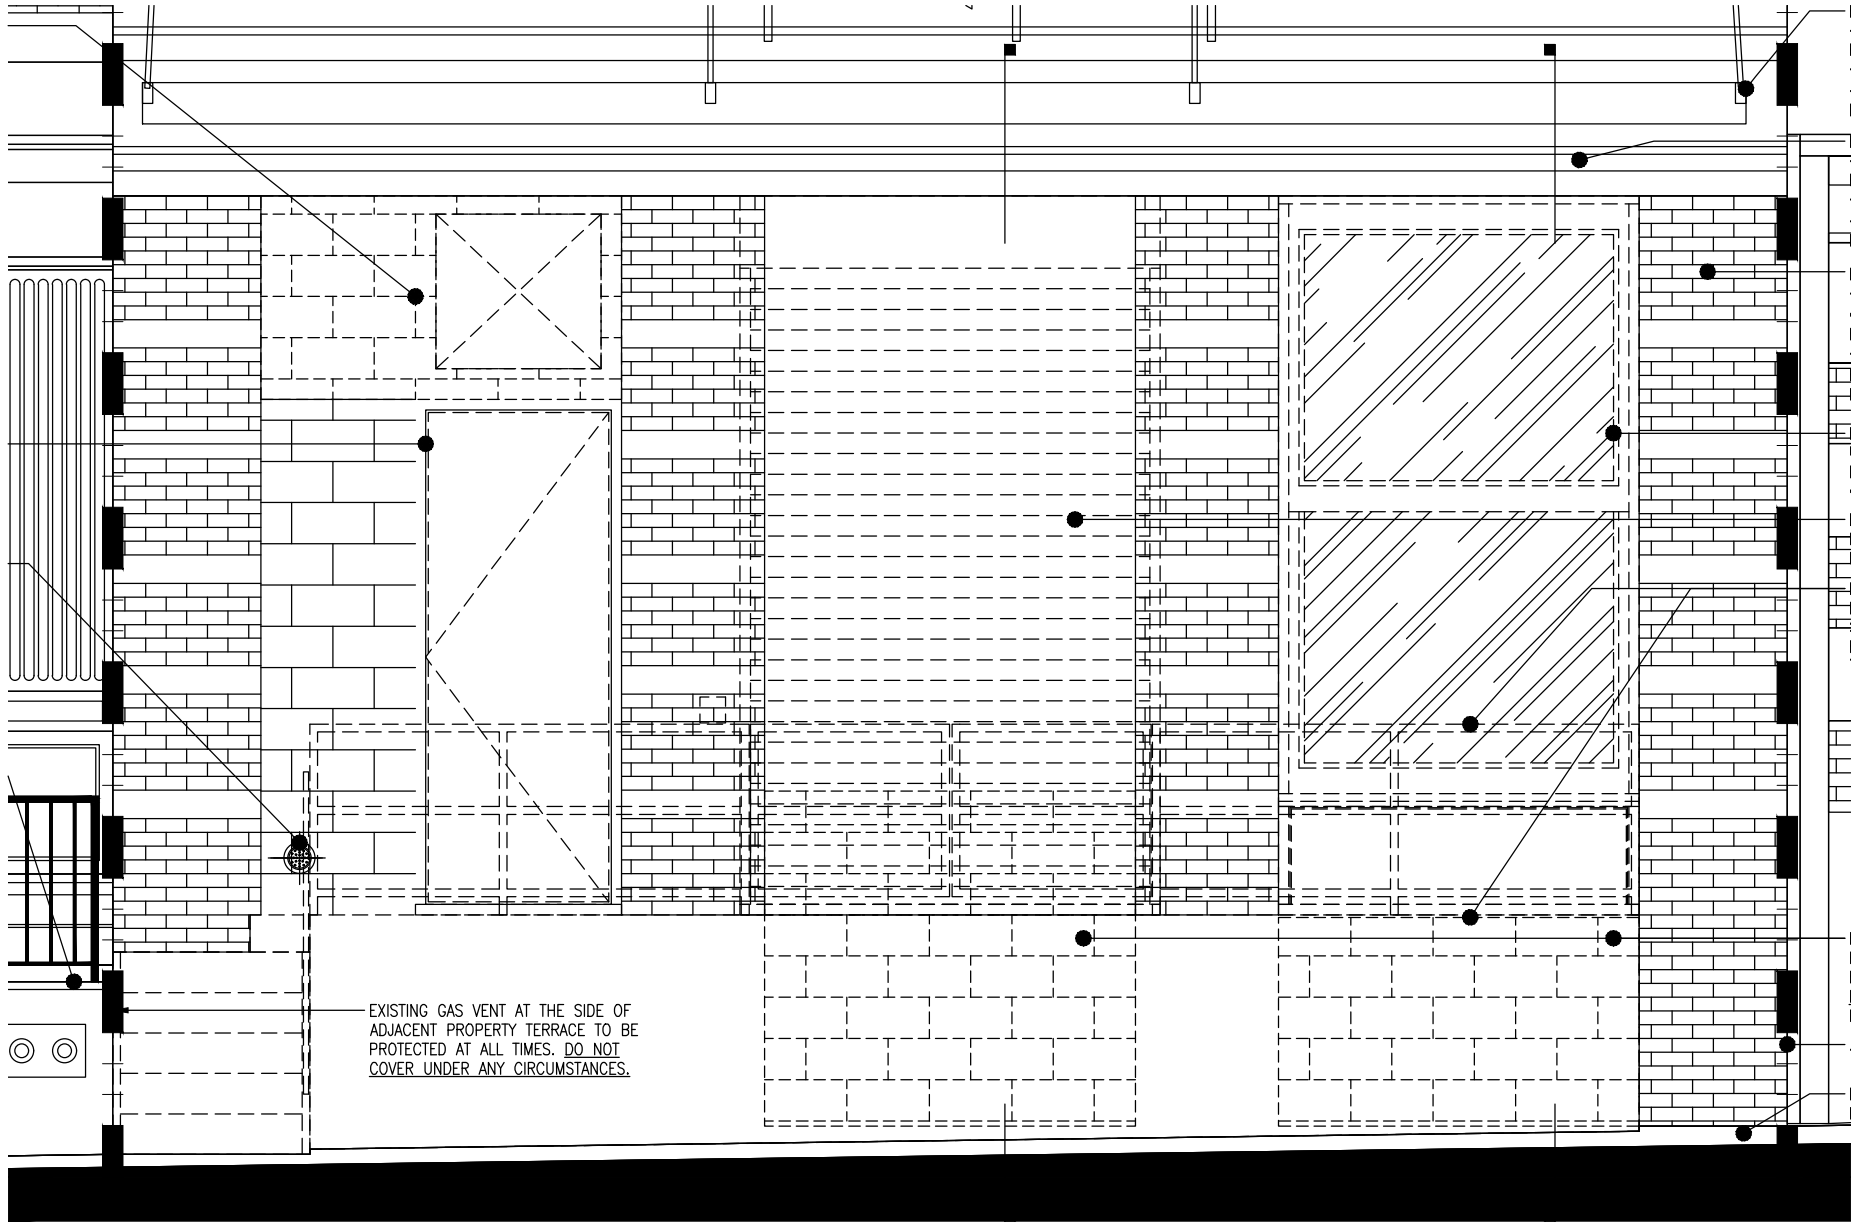 EXISTING GAS VENT AT THE SIDE OF
ADJACENT PROPERTY TERRACE TO BE
PROTECTED AT ALL TIMES. DO NOT
COVER UNDER ANY CIRCUMSTANCES.